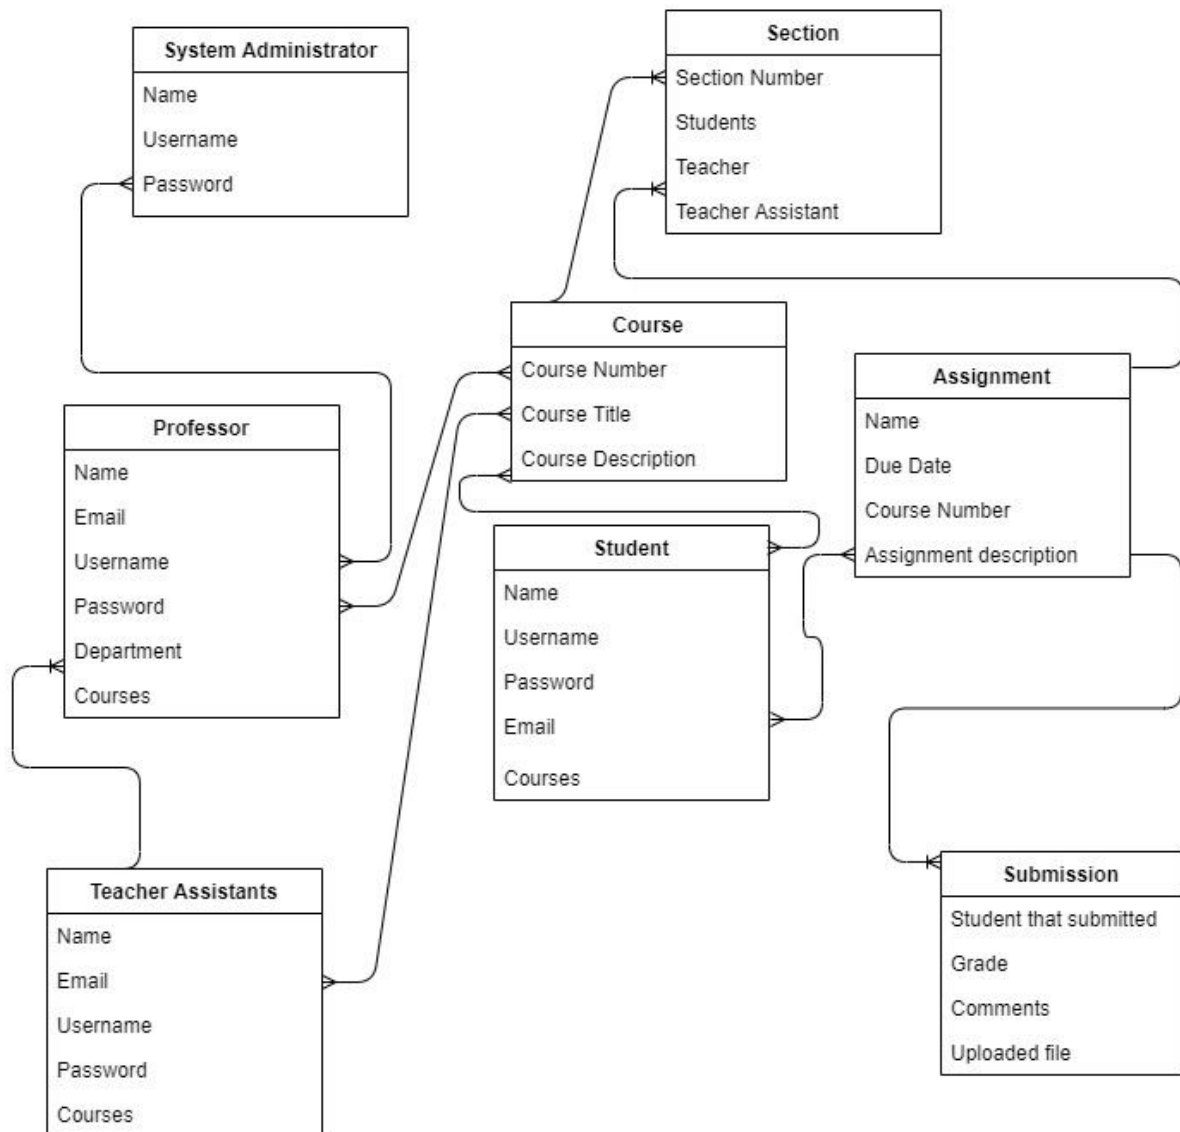 System Administrator
Name
Username
Password
Section
Section Number
Students
Teacher
Teacher Assistant
Course
Course Number
Course Title
Course Description
Assignment
Name
Due Date
Course Number
Assignment description
Professor
Name
Email
Username
Password
Department
Courses
Student
Name
Username
Password
Email
Courses
Teacher Assistants
Name
Email
Username
Password
Courses
Submission
Student that submitted
Grade
Comments
Uploaded file